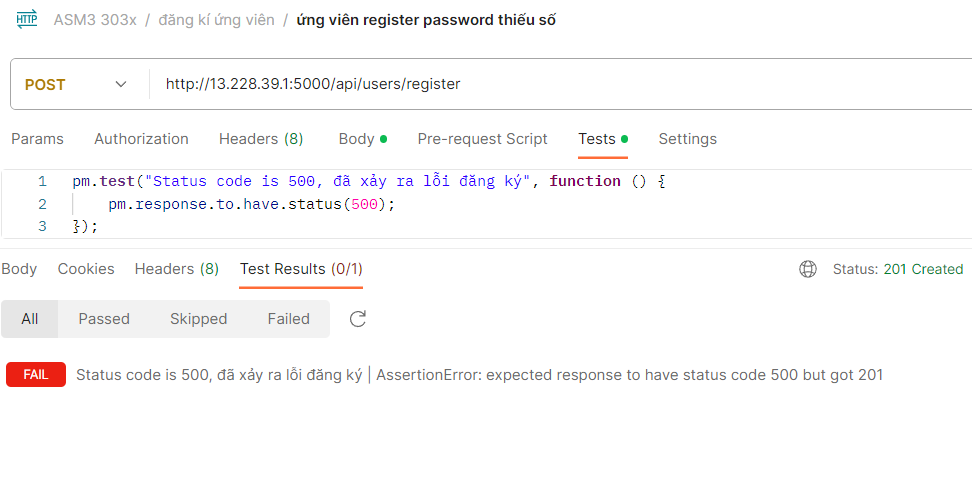 HTTP ASM3 303x / đăng kí ứng viên / ứng viên register password thiếu số
POST http://13.228.39.1:5000/api/users/register
Params Authorization Headers (8) Body Pre-request Script Tests Settings
1 pm.test("Status code is 500, đã xảy ra lỗi đăng ký", function () {
2 pm.response.to.have.status(500);
3 });
Body Cookies Headers (8) Test Results (0/1) Status: 201 Created
All Passed Skipped Failed
FAIL Status code is 500, đã xảy ra lỗi đăng ký | AssertionError: expected response to have status code 500 but got 201